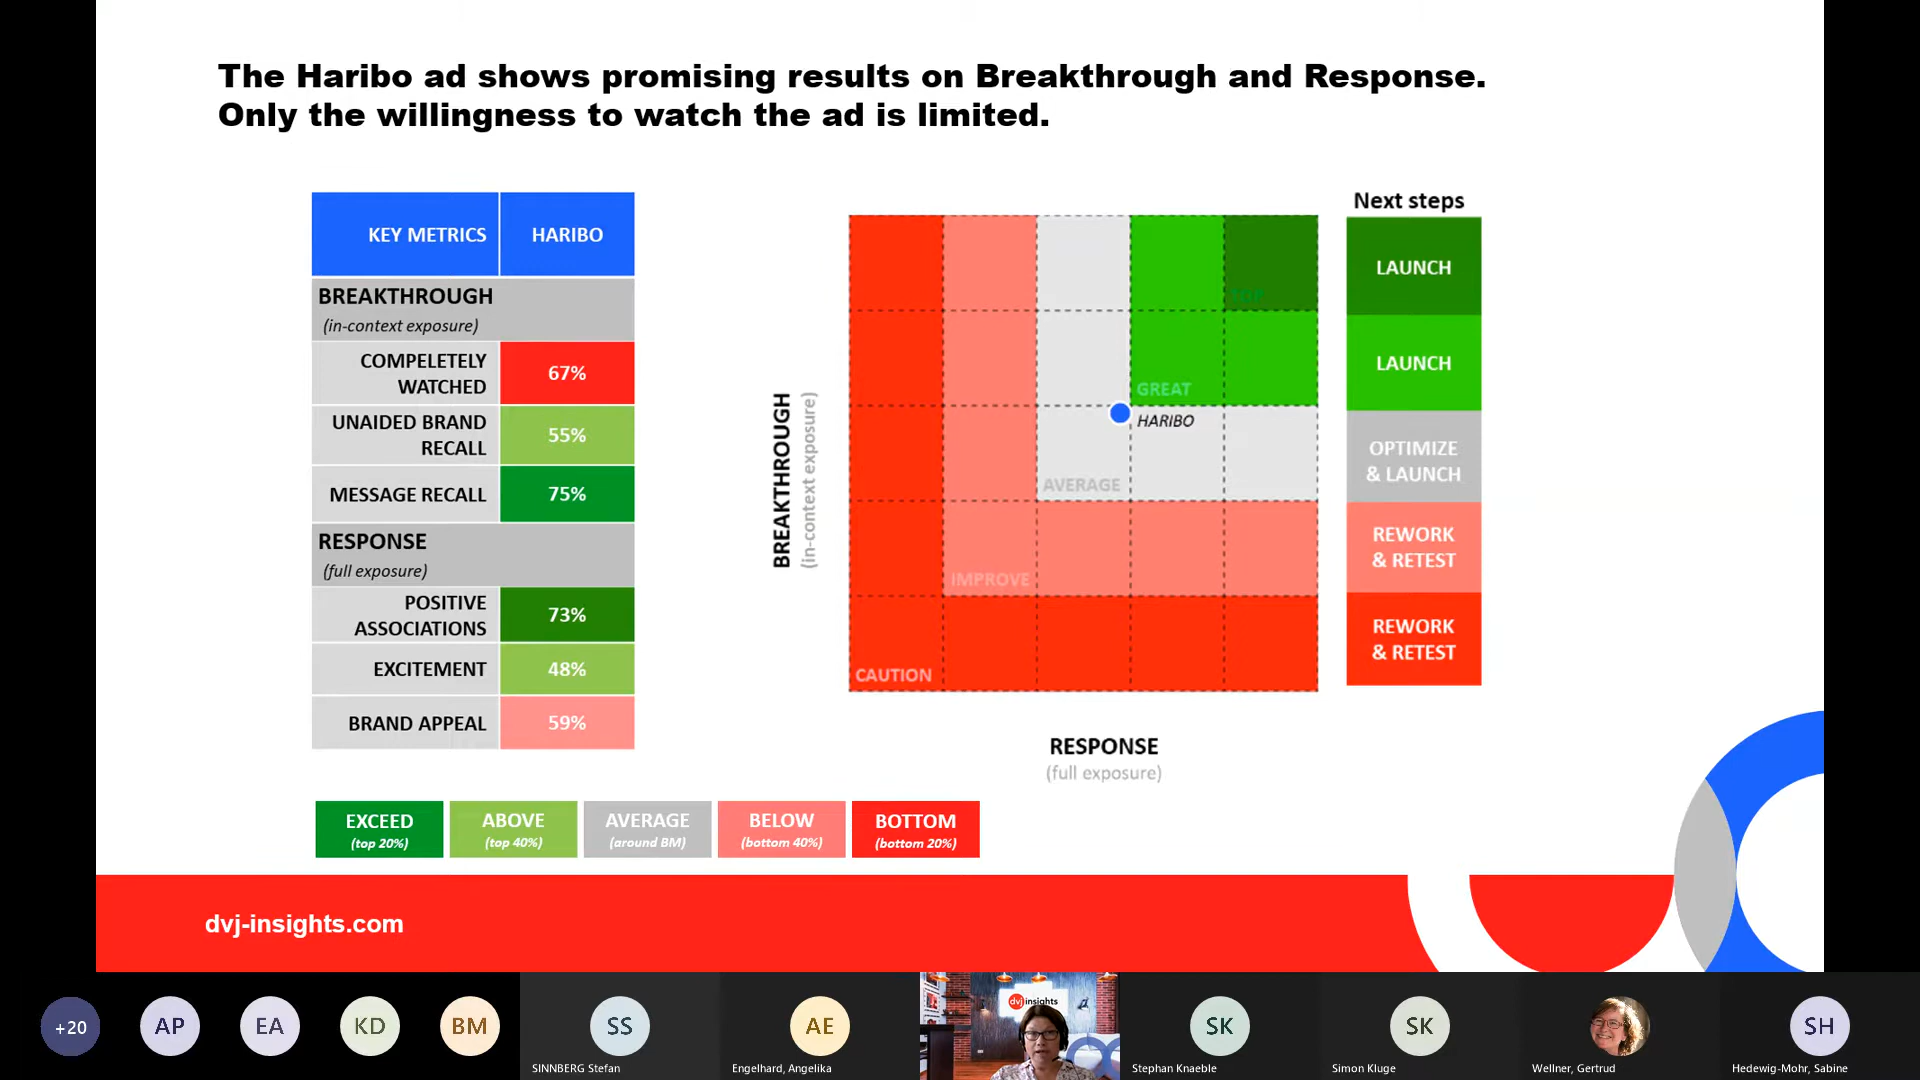 The Haribo ad shows promising results on Breakthrough and Response.
Only the willingness to watch the ad is limited.
KEY METRICS
HARIBO
BREAKTHROUGH
(in-context exposure)
COMPELETELY
WATCHED
67%
UNAIDED BRAND
RECALL
55%
MESSAGE RECALL
75%
RESPONSE
(full exposure)
POSITIVE
ASSOCIATIONS
73%
EXCITEMENT
48%
BRAND APPEAL
59%
BREAKTHROUGH
(in-context exposure)
TOP
GREAT
HARIBO
AVERAGE
IMPROVE
CAUTION
RESPONSE
(full exposure)
Next steps
LAUNCH
LAUNCH
OPTIMIZE
& LAUNCH
REWORK
& RETEST
REWORK
& RETEST
EXCEED
(top 20%)
ABOVE
(top 40%)
AVERAGE
(around BM)
BELOW
(bottom 40%)
BOTTOM
(bottom 20%)
dvj-insights.com
+20
AP
EA
KD
BM
SS
SINNBERG Stefan
AE
Engelhard, Angelika
dvj insights
SK
Stephan Knaeble
SK
Simon Kluge
Wellner, Gertrud
SH
Hedewig-Mohr, Sabine